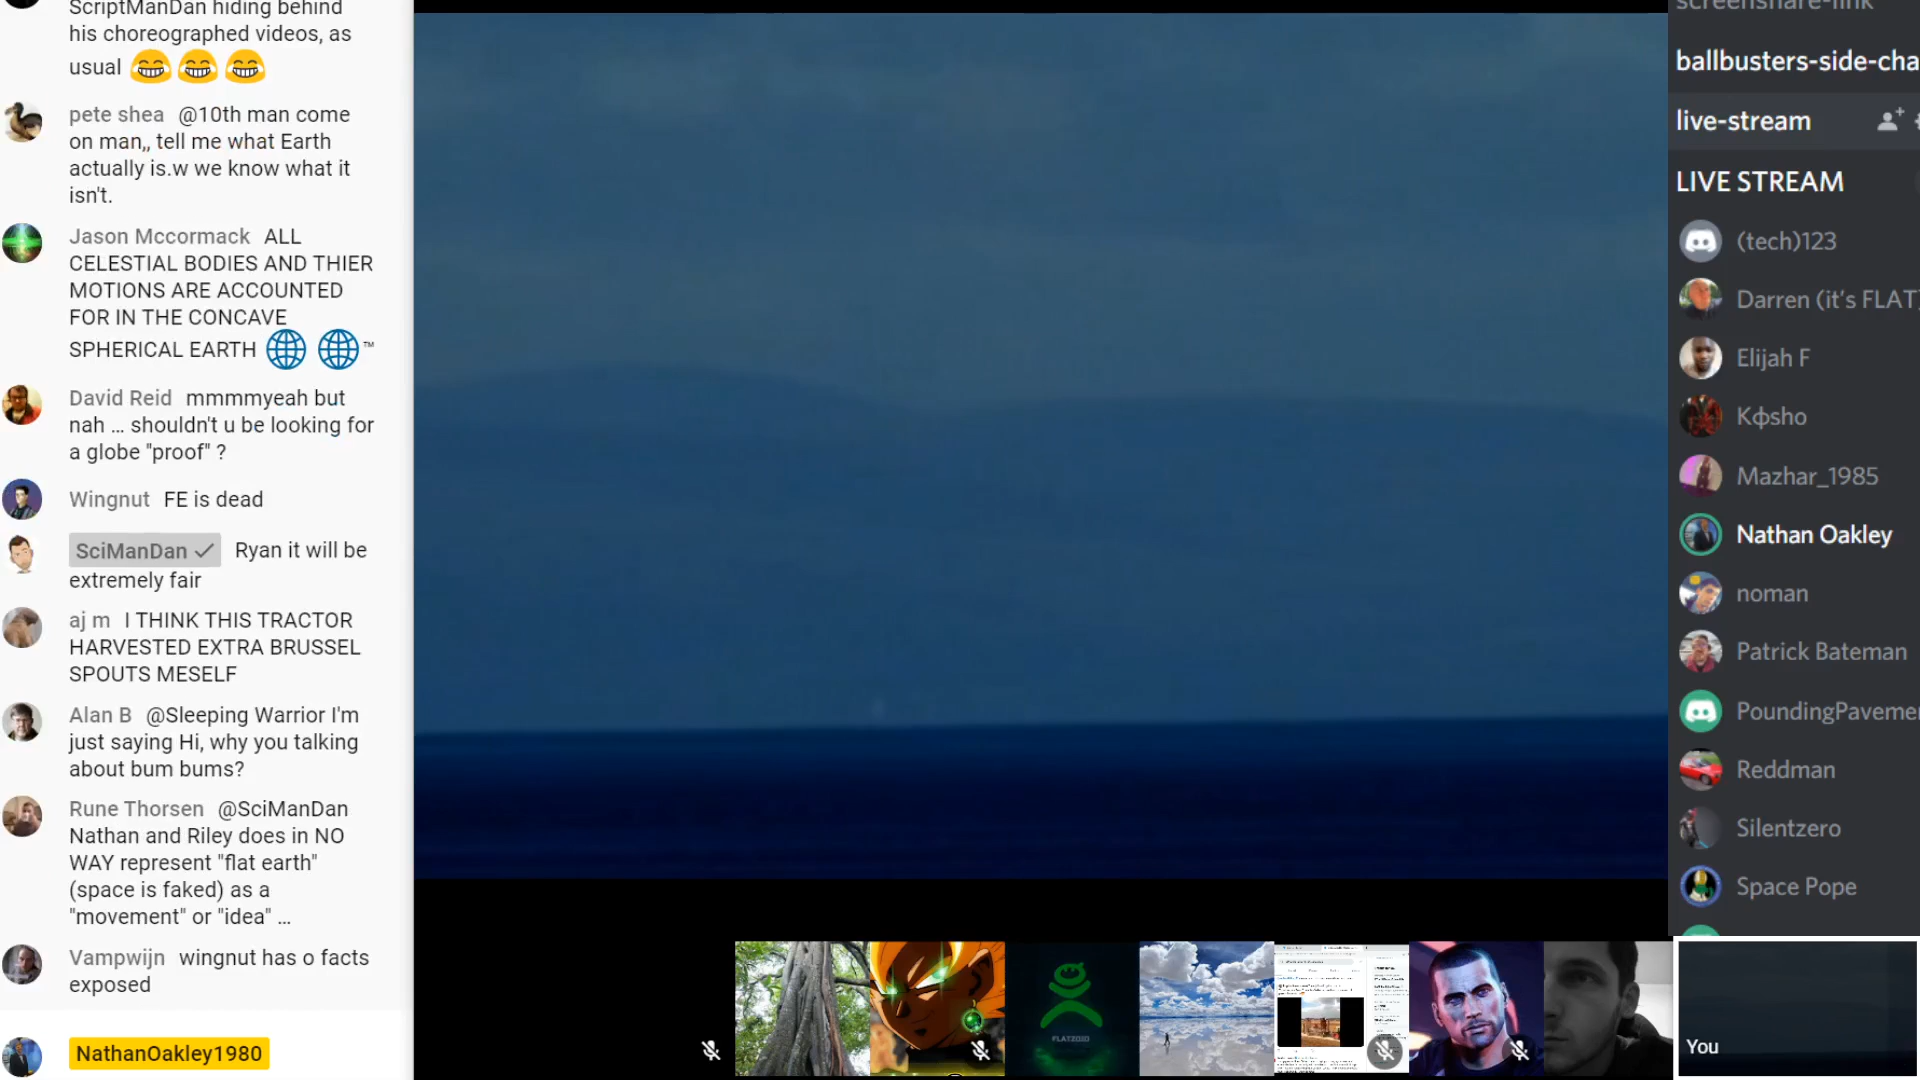 ScriptManDan hiding behind
his choreographed videos, as
usual
pete shea @10th man come
on man,, tell me what Earth
actually is.w we know what it
isn't.
Jason Mccormack ALL
CELESTIAL BODIES AND THIER
MOTIONS ARE ACCOUNTED
FOR IN THE CONCAVE
SPHERICAL EARTH ™
David Reid mmmmyeah but
nah ... shouldn't u be looking for
a globe "proof" ?
Wingnut FE is dead
SciManDan Ryan it will be
extremely fair
aj m I THINK THIS TRACTOR
HARVESTED EXTRA BRUSSEL
SPOUTS MESELF
Alan B @Sleeping Warrior I'm
just saying Hi, why you talking
about bum bums?
Rune Thorsen @SciManDan
Nathan and Riley does in NO
WAY represent "flat earth"
(space is faked) as a
"movement" or "idea" ...
Vampwijn wingnut has o facts
exposed
NathanOakley1980
FLATZOID
screenshare-link
ballbusters-side-cha
live-stream
LIVE STREAM
(tech)123
Darren (it's FLAT
Elijah F
Kфsho
Mazhar_1985
Nathan Oakley
noman
Patrick Bateman
PoundingPaveme
Reddman
Silentzero
Space Pope
You